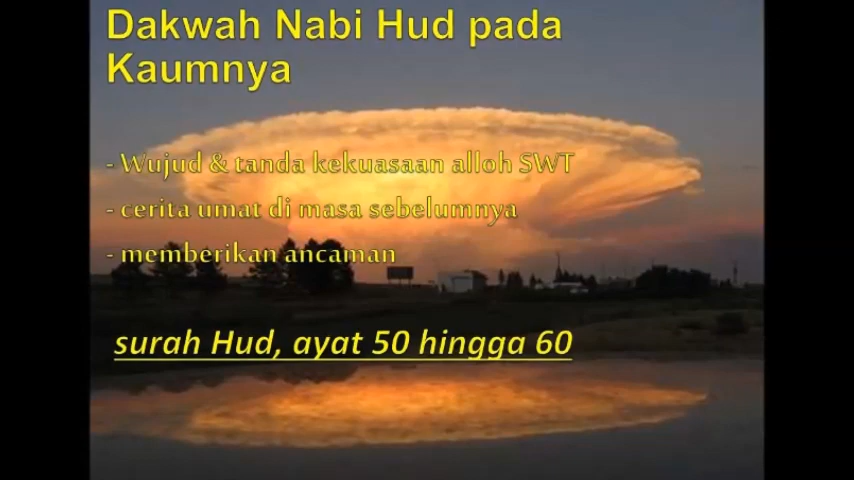 Dakwah Nabi Hud pada
Kaumnya
- Wujud & tanda kekuasaan alloh SWT
- cerita umat di masa sebelumnya
- memberikan ancaman
surah Hud, ayat 50 hingga 60